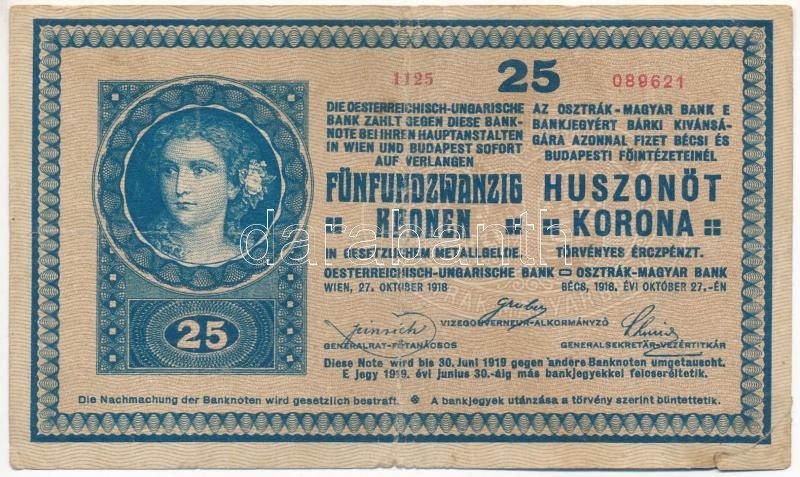 1125 25 089621
DIE OESTERREICHISCH-UNGARISCHE
BANK ZAHLT GEGEN DIESE BANK-
NOTE BEI IHREN HAUPTANSTALTEN
IN WIEN UND BUDAPEST SOFORT
AUF VERLANGEN
FÜNFUNDZWANZIG
KRONEN
IN GESETZLICHEM METALLGELDE.
AZ OSZTRÁK-MAGYAR BANK E
BANKJEGYÉRT BÁRKI KIVÁNSÁ-
GÁRA AZONNAL FIZET BÉCSI ÉS
BUDAPESTI FŐINTÉZETEINÉL
HUSZONÖT
KORONA
TÖRVÉNYES ÉRCZPÉNZT.
OESTERREICHISCH-UNGARISCHE BANK OSZTRÁK-MAGYAR BANK
WIEN, 27. OKTOBER 1918 BÉCS, 1918. ÉVI OKTÓBER 27.-ÉN
VIZEGOUVERNEUR-ALKORMÁNYZÓ
GENERALRAT-FŐTANÁCSOS GENERALSEKRETÄR-VEZÉRTITKÁR
Diese Note wird bis 30. Juni 1919 gegen andere Banknoten umgetauscht.
E jegy 1919. évi junius 30.-áig más bankjegyekkel felcseréltetik.
25
Die Nachmachung der Banknoten wird gesetzlich bestraft. A bankjegyek utánzása a törvény szerint büntettetik.
darabanth